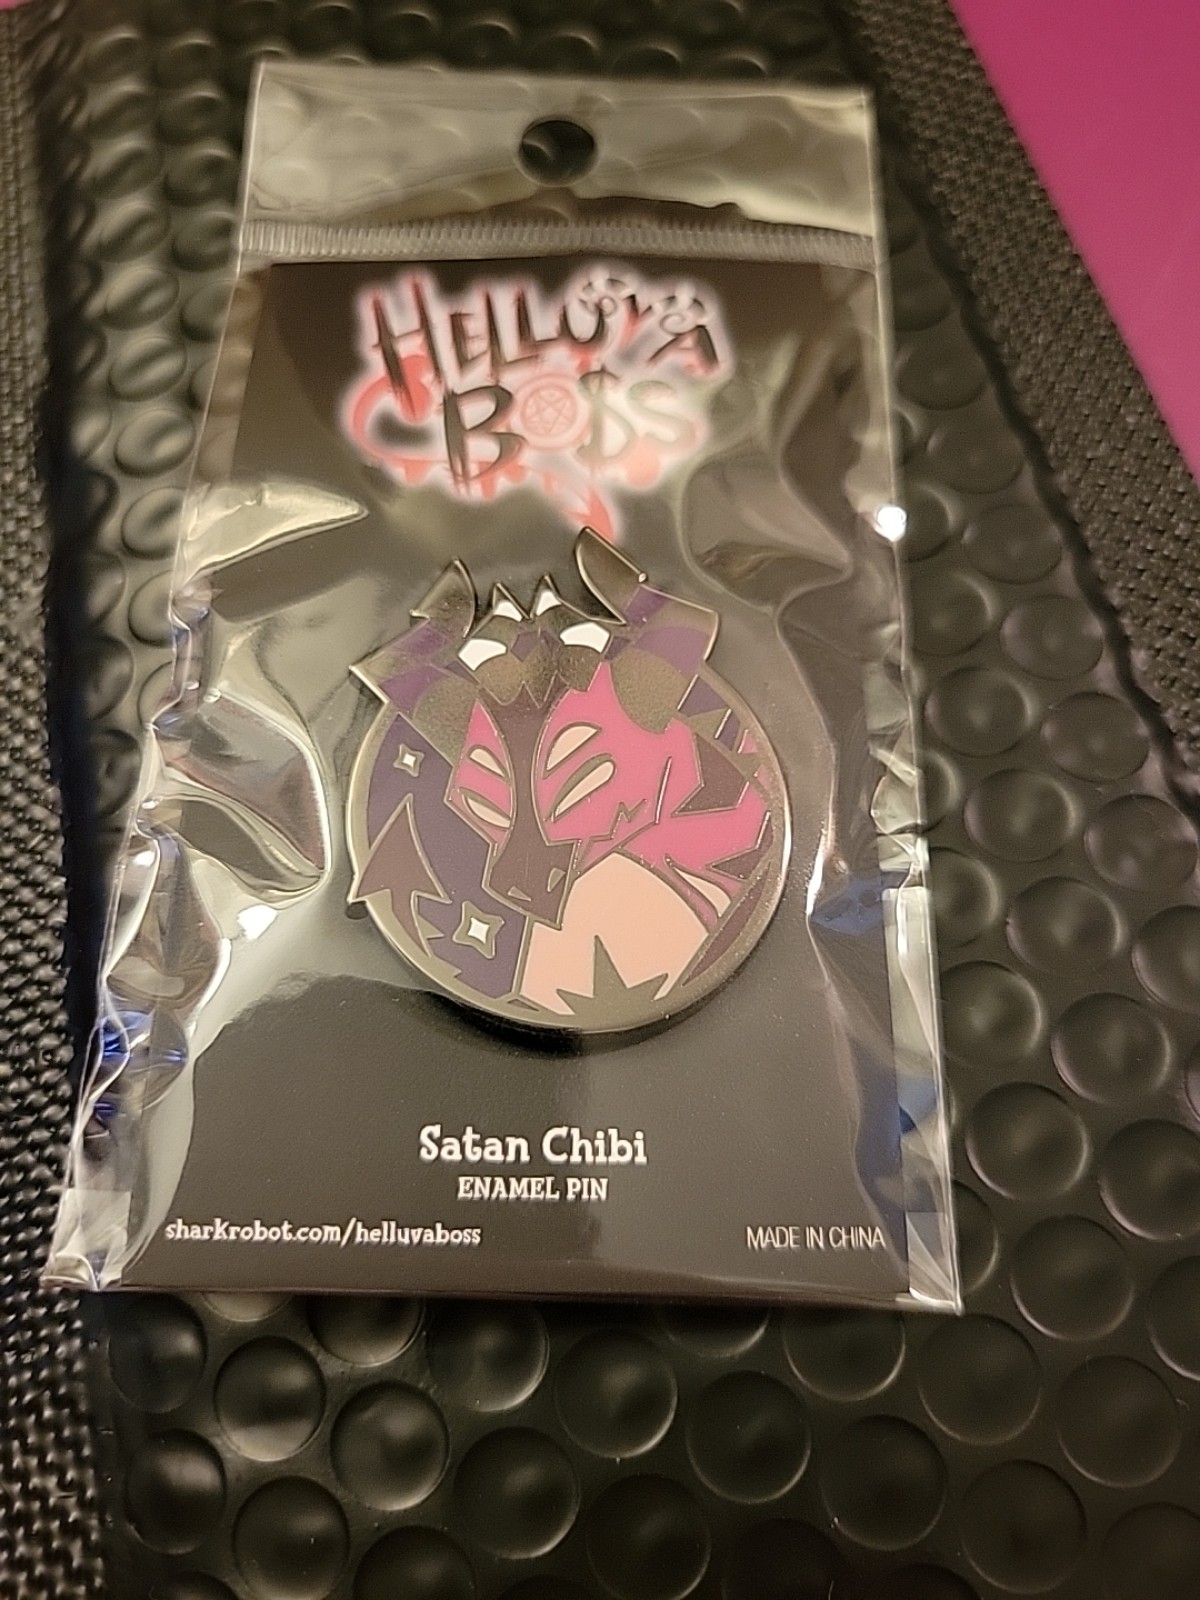 HELLUVA
BOSS
Satan Chibi
ENAMEL PIN
sharkrobot.com/helluvaboss
MADE IN CHINA